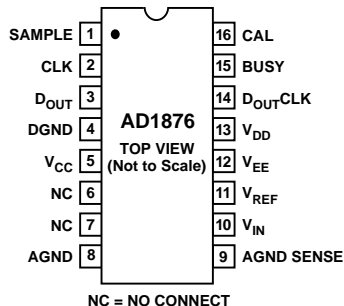 SAMPLE 1 16 CAL
CLK 2 15 BUSY
DOUT 3 14 DOUTCLK
DGND 4 AD1876 13 VDD
TOP VIEW
VCC 5 (Not to Scale) 12 VEE
NC 6 11 VREF
NC 7 10 VIN
AGND 8 9 AGND SENSE
NC = NO CONNECT